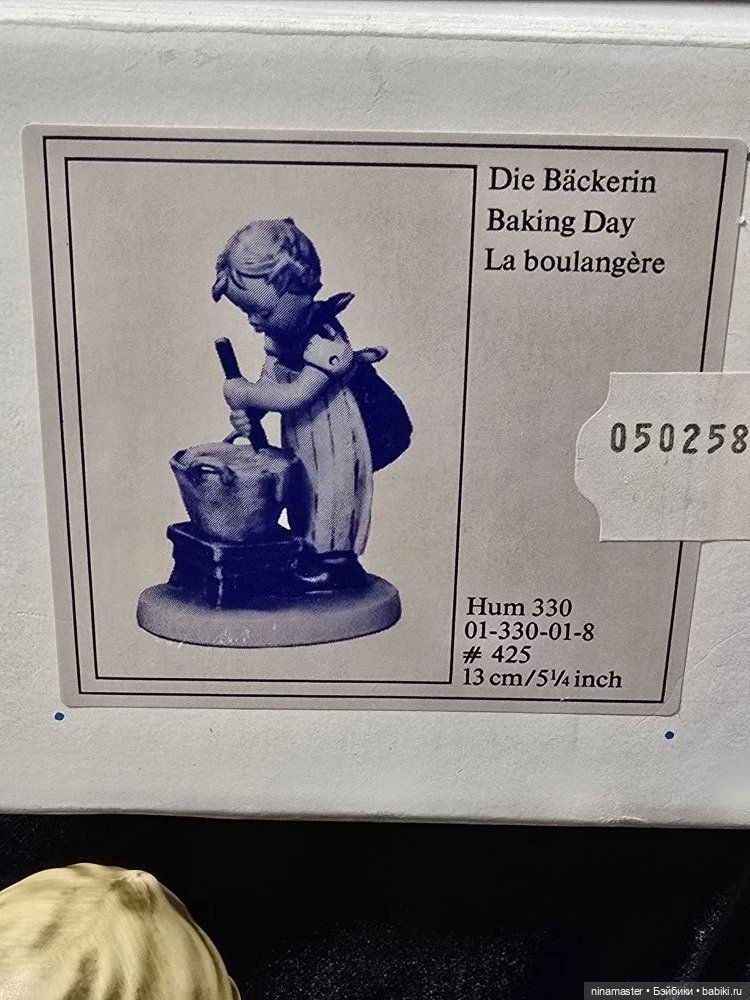 Die Bäckerin
Baking Day
La boulangère
050258
Hum 330
01-330-01-8
# 425
13 cm/5¼ inch
ninamaster • Бэйбики • babiki.ru